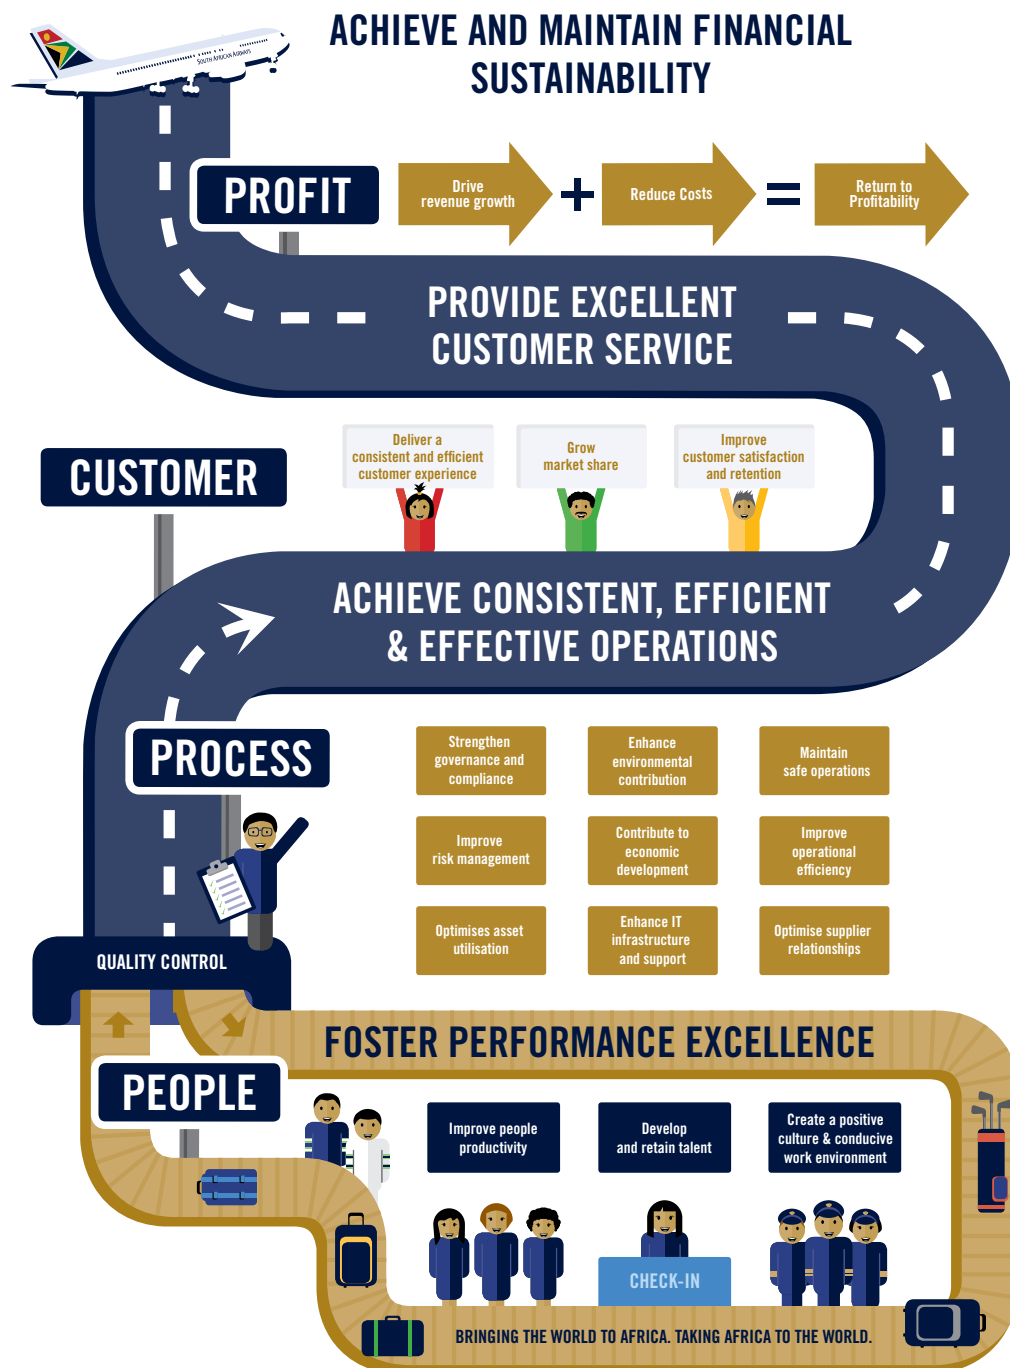 ACHIEVE AND MAINTAIN FINANCIAL
SUSTAINABILITY
SOUTH AFRICAN AIRWAYS
PROFIT
Drive
revenue growth
+
Reduce Costs
=
Return to
Profitability
PROVIDE EXCELLENT
CUSTOMER SERVICE
CUSTOMER
Deliver a
consistent and efficient
customer experience
Grow
market share
Improve
customer satisfaction
and retention
ACHIEVE CONSISTENT, EFFICIENT
& EFFECTIVE OPERATIONS
PROCESS
Strengthen
governance and
compliance
Enhance
environmental
contribution
Maintain
safe operations
Improve
risk management
Contribute to
economic
development
Improve
operational
efficiency
Optimises asset
utilisation
Enhance IT
infrastructure
and support
Optimise supplier
relationships
QUALITY CONTROL
FOSTER PERFORMANCE EXCELLENCE
PEOPLE
Improve people
productivity
Develop
and retain talent
Create a positive
culture & conducive
work environment
CHECK-IN
BRINGING THE WORLD TO AFRICA. TAKING AFRICA TO THE WORLD.